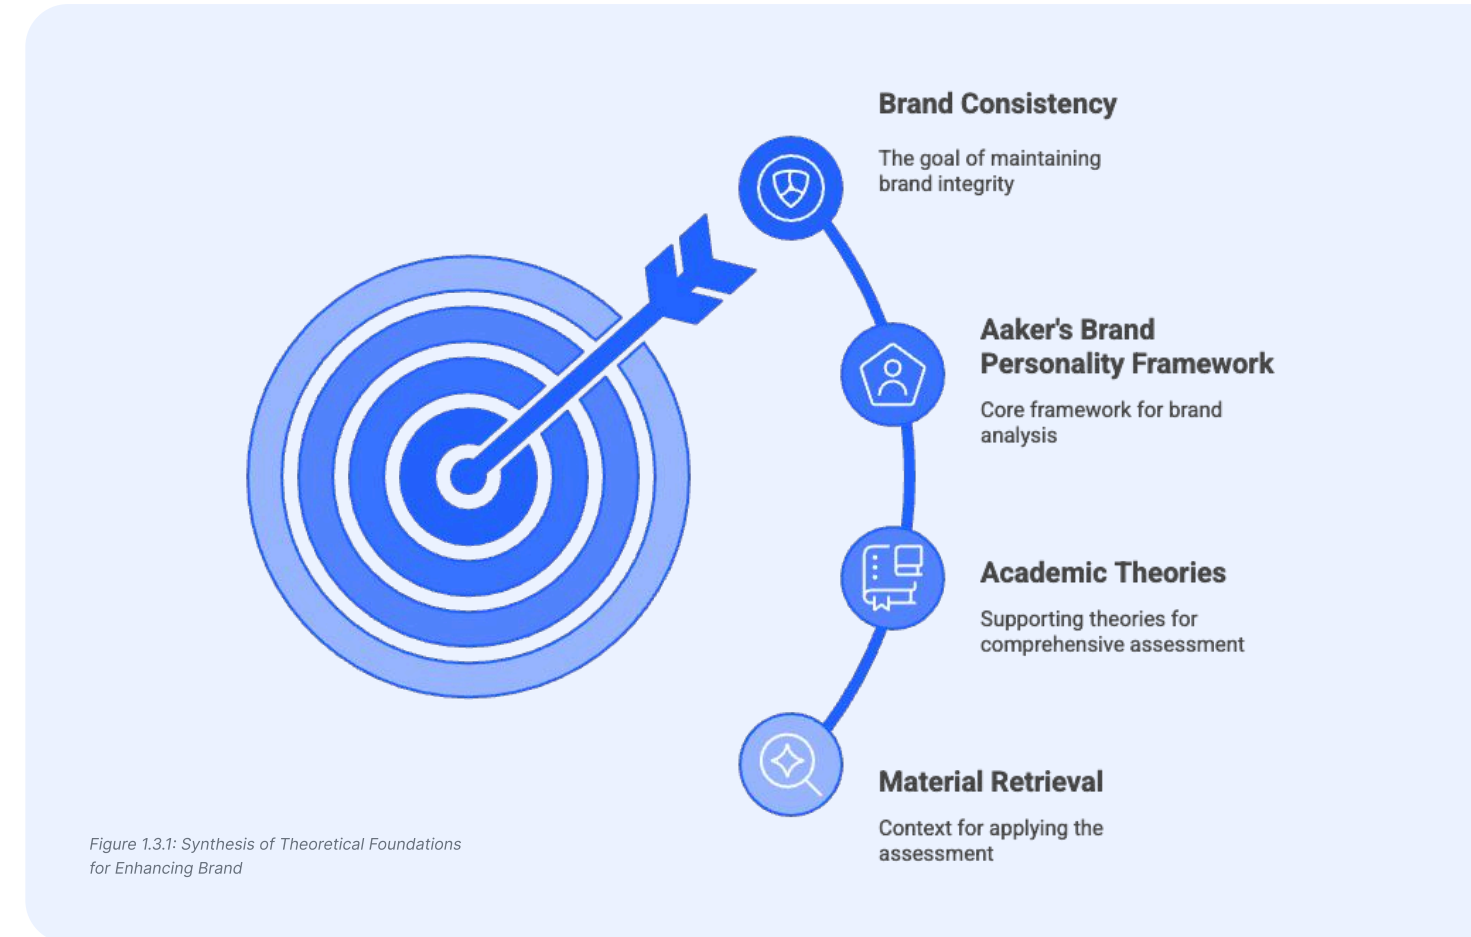 Brand Consistency
The goal of maintaining
brand integrity
Aaker's Brand
Personality Framework
Core framework for brand
analysis
Academic Theories
Supporting theories for
comprehensive assessment
Material Retrieval
Context for applying the
assessment
Figure 1.3.1: Synthesis of Theoretical Foundations
for Enhancing Brand